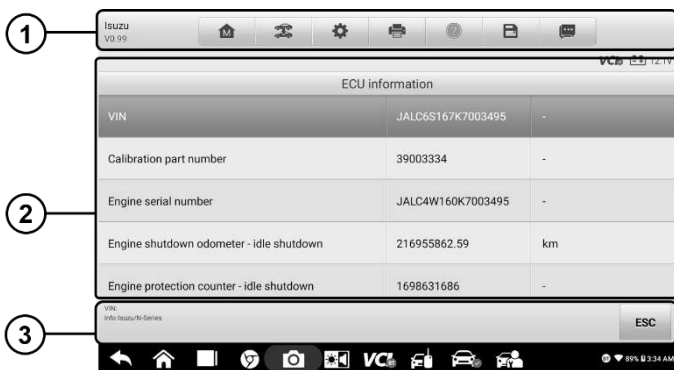 1
Isuzu
V0.99
M
VCI 12.1V
ECU information
2
VIN JALC6S167K7003495 -
Calibration part number 39003334 -
Engine serial number JALC4W160K7003495 -
Engine shutdown odometer - idle shutdown 216955862.59 km
Engine protection counter - idle shutdown 1698631686 -
3
VIN:
Info Isuzu/N-Series
ESC
VCI 89% 3:34 AM